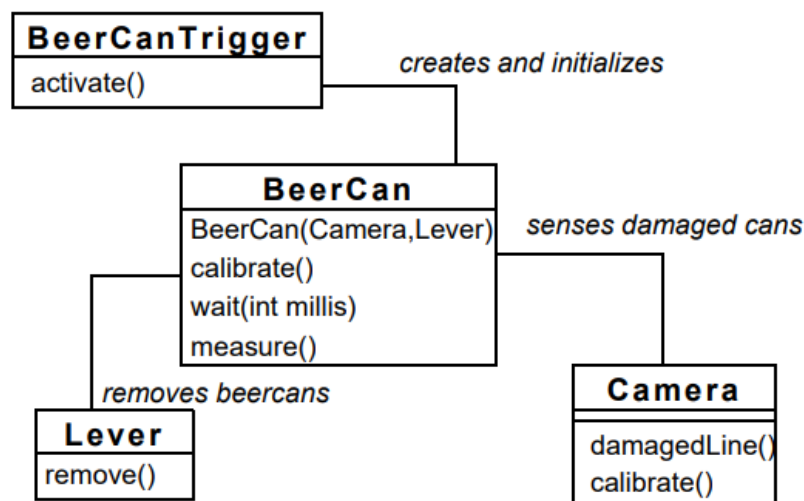 BeerCanTrigger
activate()
creates and initializes
BeerCan
BeerCan(Camera,Lever)
calibrate()
wait(int millis)
measure()
senses damaged cans
removes beercans
Lever
remove()
Camera
damagedLine()
calibrate()